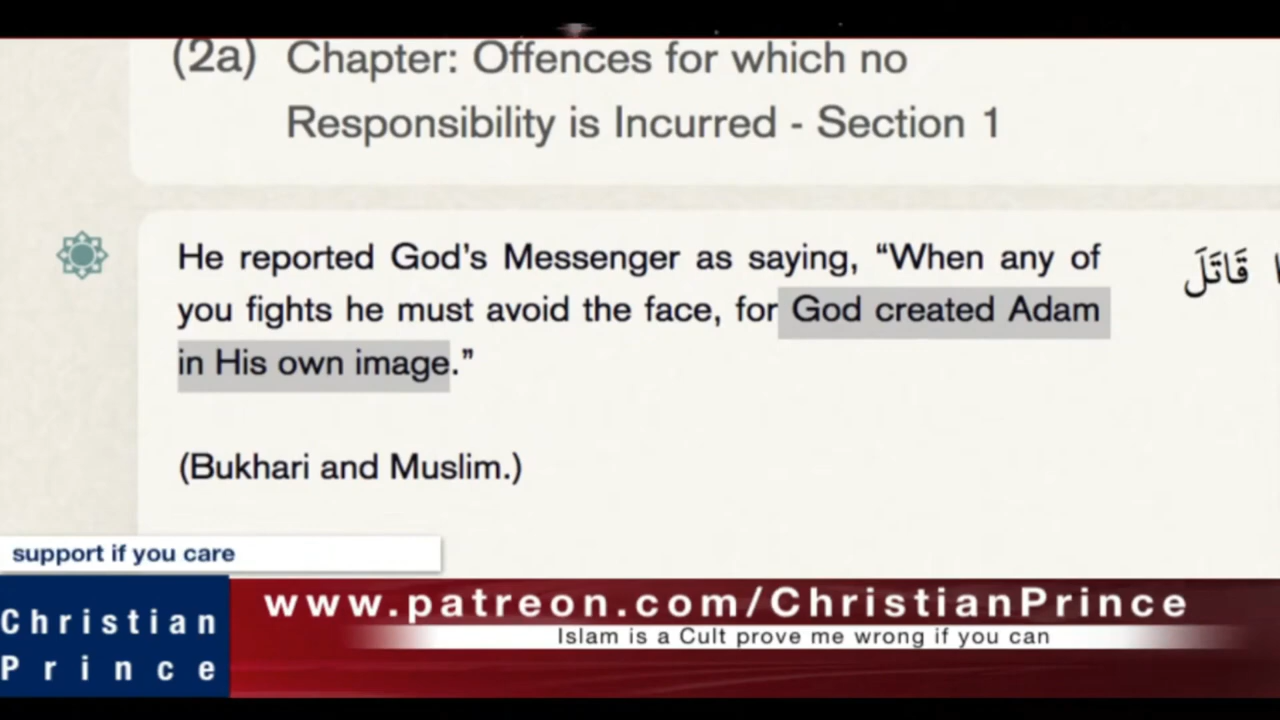 (2a) Chapter: Offences for which no
Responsibility is Incurred - Section 1
He reported God's Messenger as saying, “When any of
you fights he must avoid the face, for God created Adam
in His own image.”
(Bukhari and Muslim.)
قَاتَلَ
support if you care
Christian
Prince
www.patreon.com/ChristianPrince
Islam is a Cult prove me wrong if you can